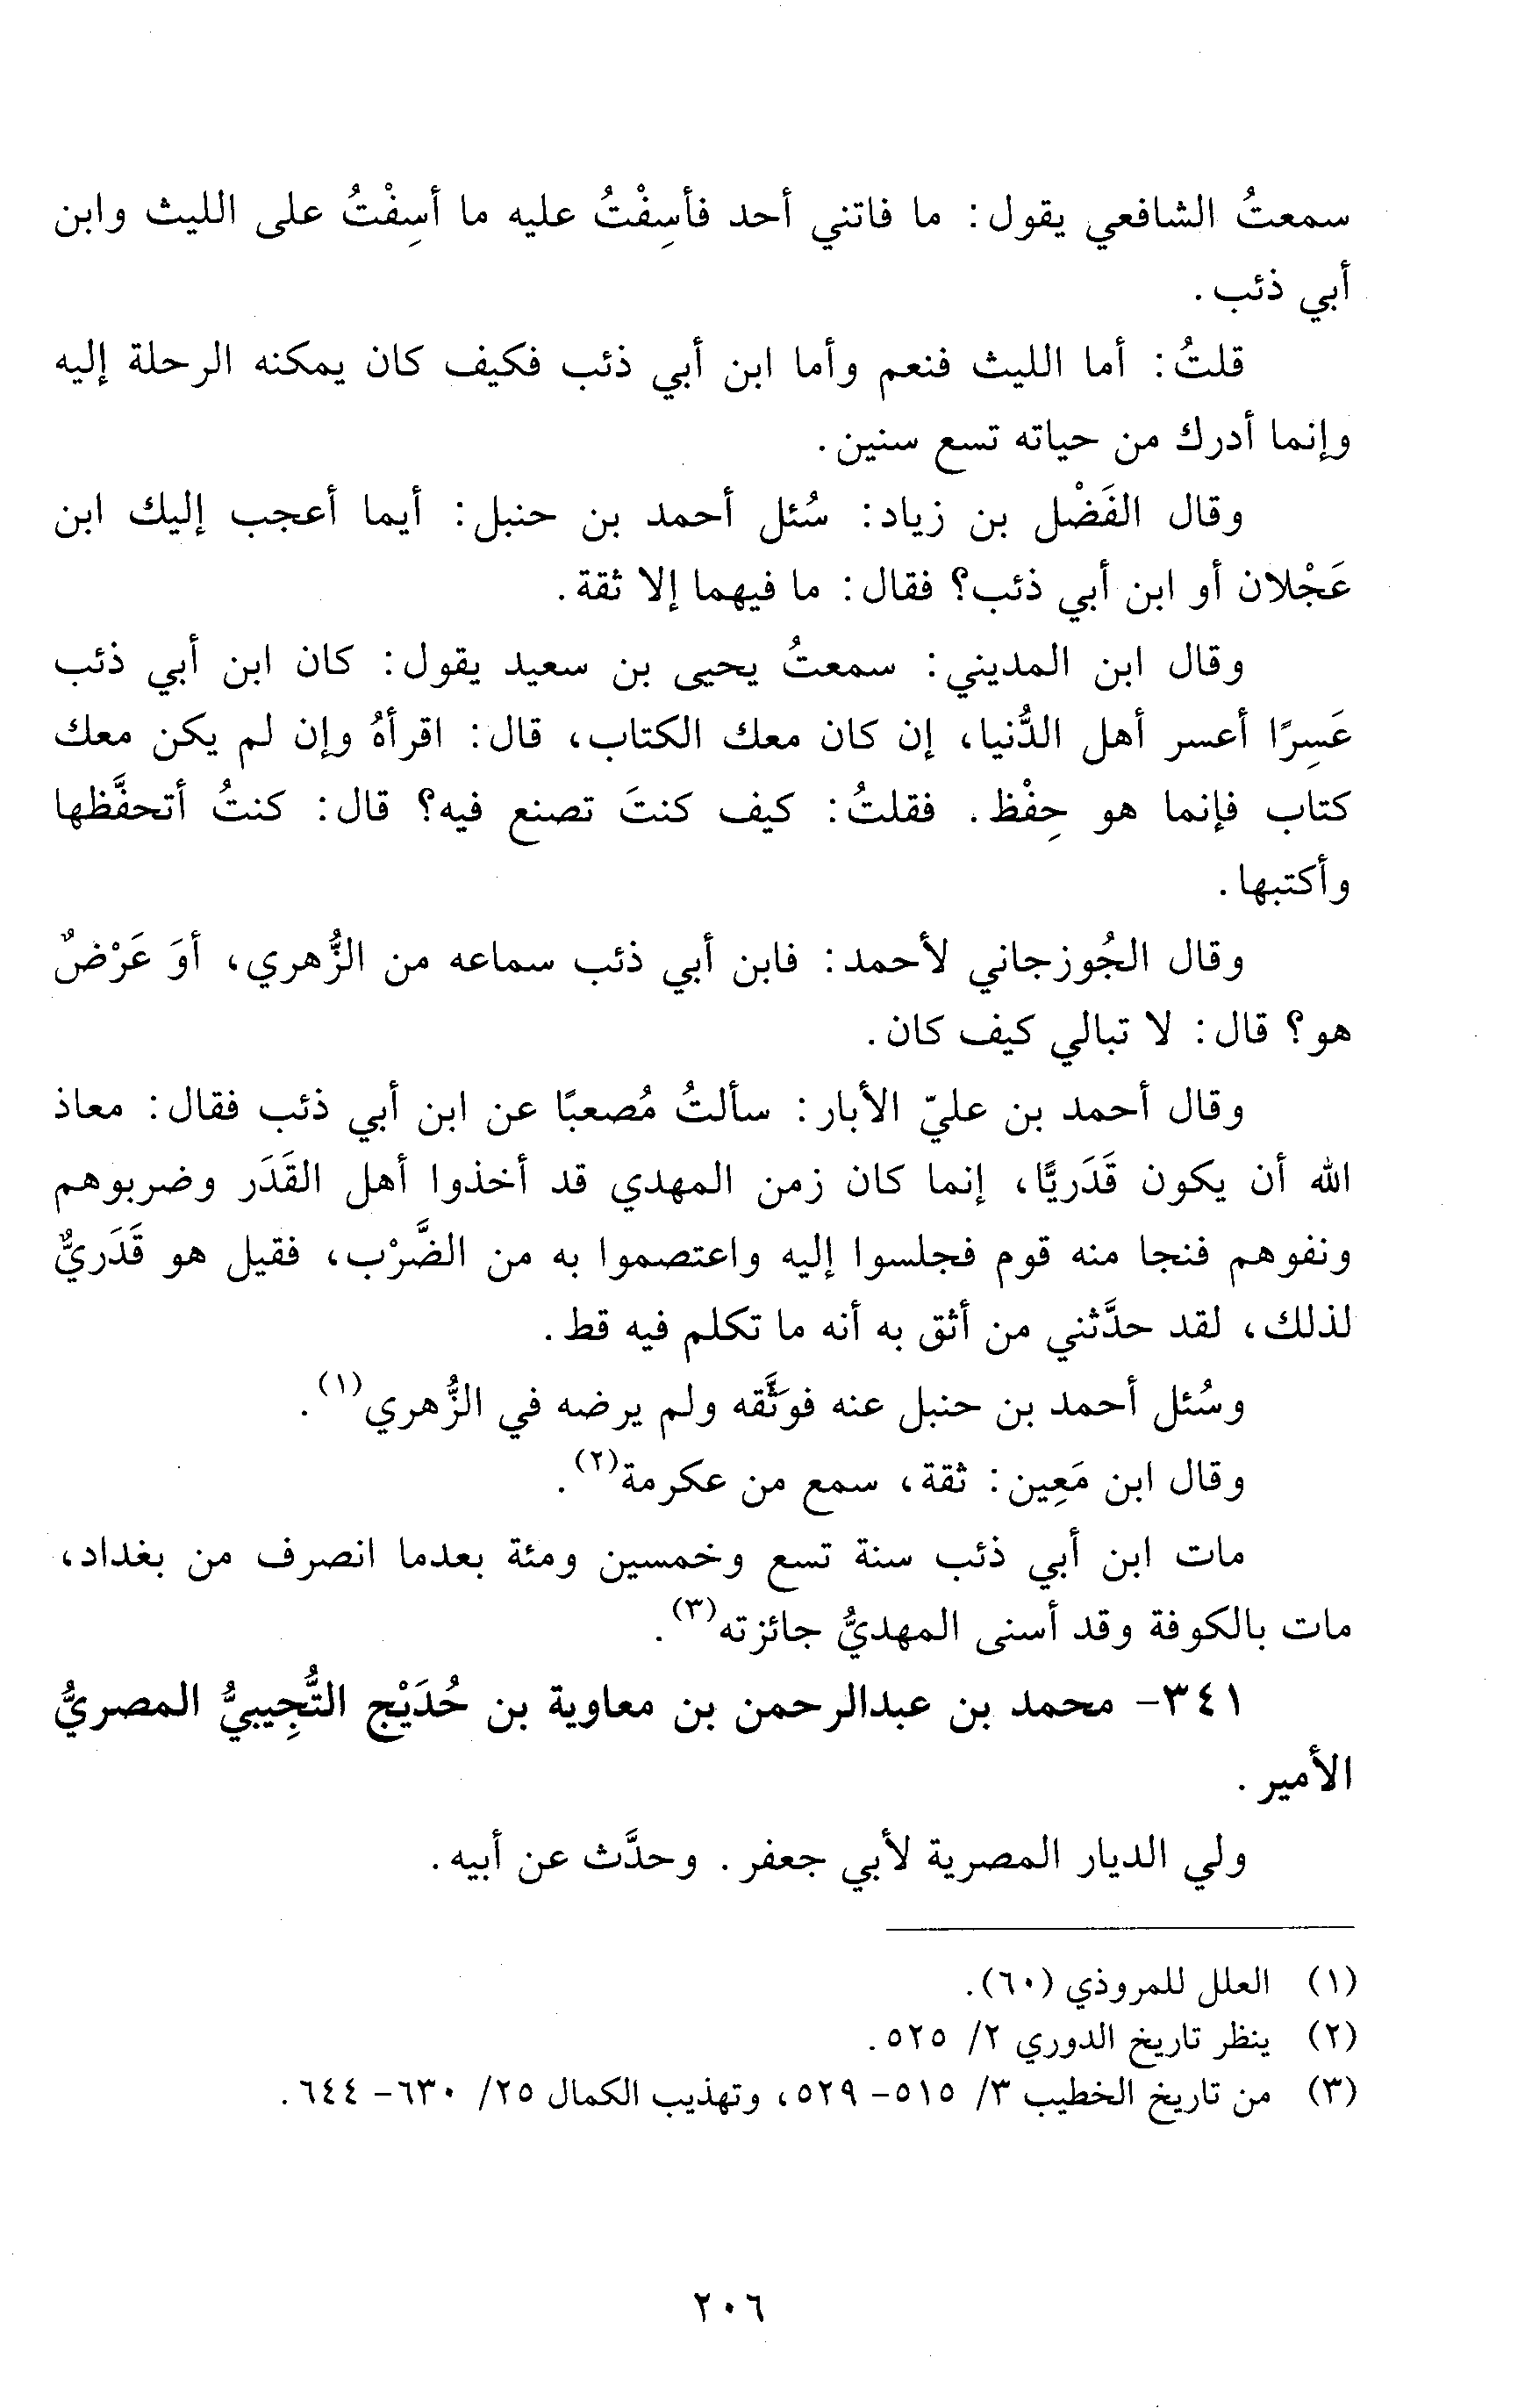 سمعتُ الشافعي يقول: ما فاتني أحد فأسِفْتُ عليه ما أسِفْتُ على الليث وابن
أبي ذئب.
قلتُ: أما الليث فنعم وأما ابن أبي ذئب فكيف كان يمكنه الرحلة إليه
وإنما أدرك من حياته تسع سنين.
وقال الفَضْل بن زياد: سُئل أحمد بن حنبل: أيما أعجب إليك ابن
عَجْلان أو ابن أبي ذئب؟ فقال: ما فيهما إلا ثقة.
وقال ابن المديني: سمعتُ يحيى بن سعيد يقول: كان ابن أبي ذئب
عَسِرًا أعسر أهل الدُّنيا، إن كان معك الكتاب، قال: اقرأهُ وإن لم يكن معك
كتاب فإنما هو حِفْظ. فقلتُ: كيف كنتَ تصنع فيه؟ قال: كنتُ أتحفَّظها
وأكتبها.
وقال الجُوزجاني لأحمد: فابن أبي ذئب سماعه من الزُّهري، أوَ عَرْضٌ
هو؟ قال: لا تبالي كيف كان.
وقال أحمد بن عليّ الأبار: سألتُ مُصعبًا عن ابن أبي ذئب فقال: معاذ
الله أن يكون قَدَريًّا، إنما كان زمن المهدي قد أخذوا أهل القَدَر وضربوهم
ونفوهم فنجا منه قوم فجلسوا إليه واعتصموا به من الضَّرْب، فقيل هو قَدَريٌّ
لذلك، لقد حدَّثني من أثق به أنه ما تكلم فيه قط.
وسُئل أحمد بن حنبل عنه فوَثَّقه ولم يرضه في الزُّهري(١).
وقال ابن مَعِين: ثقة، سمع من عكرمة(٢).
مات ابن أبي ذئب سنة تسع وخمسين ومئة بعدما انصرف من بغداد،
مات بالكوفة وقد أسنى المهديُّ جائزته(٣).
٣٤١- محمد بن عبدالرحمن بن معاوية بن حُدَيْج التُّجِيبيُّ المصريُّ
الأمير.
ولي الديار المصرية لأبي جعفر. وحدَّث عن أبيه.
(١) العلل للمروذي (٦٠).
(٢) ينظر تاريخ الدوري ٢/ ٥٢٥.
(٣) من تاريخ الخطيب ٣/ ٥١٥- ٥٢٩، وتهذيب الكمال ٢٥/ ٦٣٠- ٦٤٤.
٢٠٦